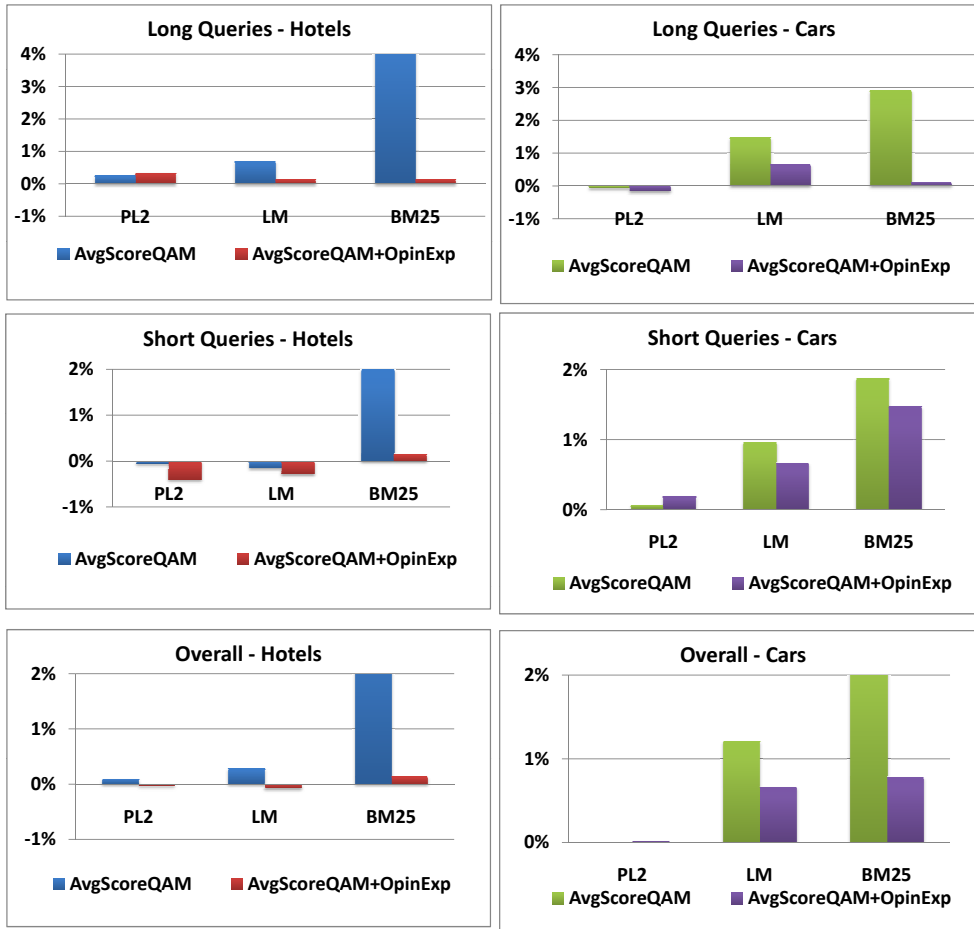 Long Queries - Hotels
4%
3%
2%
1%
0%
-1%
PL2 LM BM25
AvgScoreQAM AvgScoreQAM+OpinExp
Long Queries - Cars
4%
3%
2%
1%
0%
-1%
PL2 LM BM25
AvgScoreQAM AvgScoreQAM+OpinExp
Short Queries - Hotels
2%
1%
0%
-1%
PL2 LM BM25
AvgScoreQAM AvgScoreQAM+OpinExp
Short Queries - Cars
2%
1%
0%
PL2 LM BM25
AvgScoreQAM AvgScoreQAM+OpinExp
Overall - Hotels
2%
1%
0%
-1%
PL2 LM BM25
AvgScoreQAM AvgScoreQAM+OpinExp
Overall - Cars
2%
1%
0%
PL2 LM BM25
AvgScoreQAM AvgScoreQAM+OpinExp